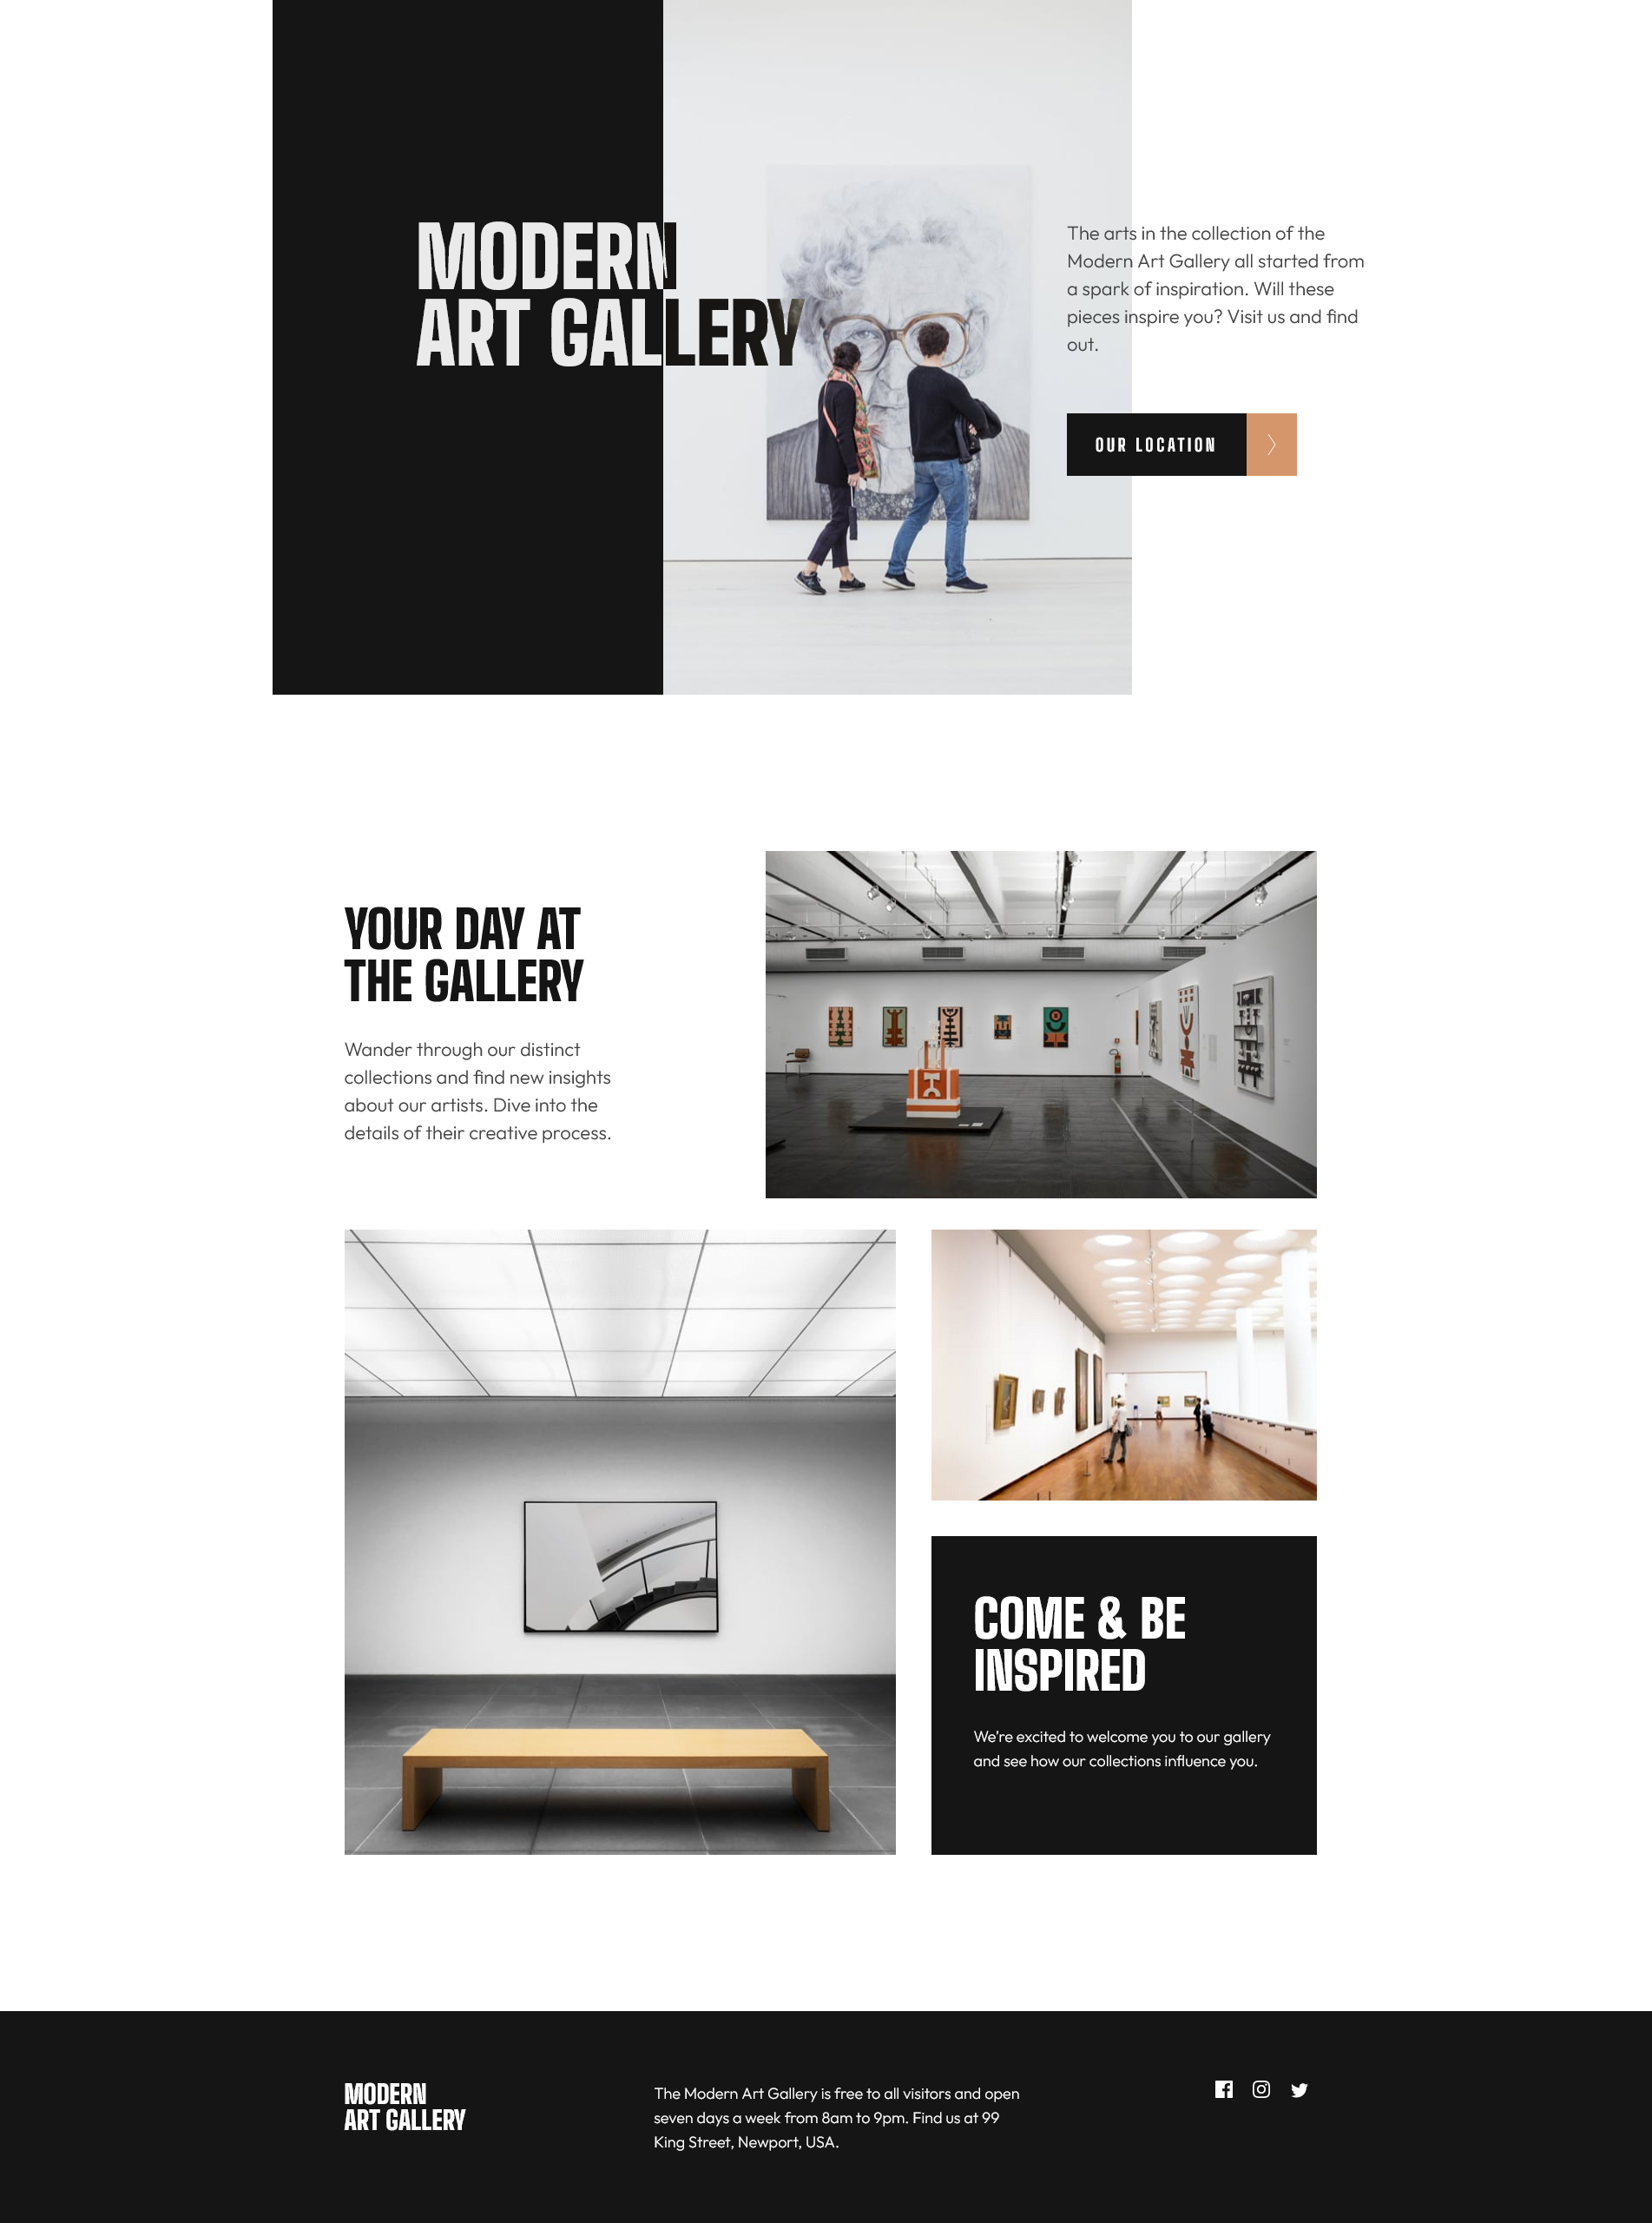 MODERN
ART GALLERY
The arts in the collection of the
Modern Art Gallery all started from
a spark of inspiration. Will these
pieces inspire you? Visit us and find
out.
OUR LOCATION
YOUR DAY AT
THE GALLERY
Wander through our distinct
collections and find new insights
about our artists. Dive into the
details of their creative process.
COME & BE
INSPIRED
We’re excited to welcome you to our gallery
and see how our collections influence you.
MODERN
ART GALLERY
The Modern Art Gallery is free to all visitors and open
seven days a week from 8am to 9pm. Find us at 99
King Street, Newport, USA.